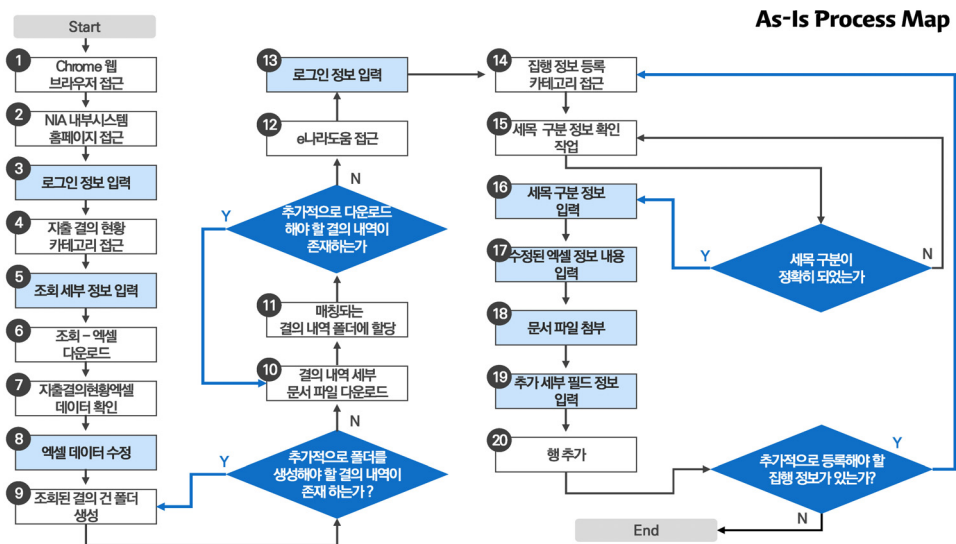 As-Is Process Map
Start
1
Chrome 웹
브라우저 접근
2
NIA 내부시스템
홈페이지 접근
3
로그인 정보 입력
4
지출 결의 현황
카테고리 접근
5
조회 세부 정보 입력
6
조회 – 엑셀
다운로드
7
지출결의현황엑셀
데이터 확인
8
엑셀 데이터 수정
9
조회된 결의 건 폴더
생성
Y
추가적으로 폴더를
생성해야 할 결의 내역이
존재 하는가 ?
N
10
결의 내역 세부
문서 파일 다운로드
11
매칭되는
결의 내역 폴더에 할당
Y
추가적으로 다운로드
해야 할 결의 내역이
존재하는가
N
12
e나라도움 접근
13
로그인 정보 입력
14
집행 정보 등록
카테고리 접근
15
세목 구분 정보 확인
작업
세목 구분이
정확히 되었는가
Y
N
16
세목 구분 정보
입력
17
수정된 엑셀 정보 내용
입력
18
문서 파일 첨부
19
추가 세부 필드 정보
입력
20
행 추가
추가적으로 등록해야 할
집행 정보가 있는가?
Y
N
End